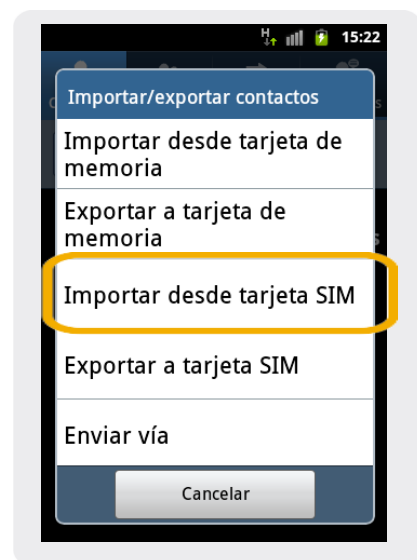 H 15:22
Importar/exportar contactos
Importar desde tarjeta de
memoria
Exportar a tarjeta de
memoria
Importar desde tarjeta SIM
Exportar a tarjeta SIM
Enviar vía
Cancelar